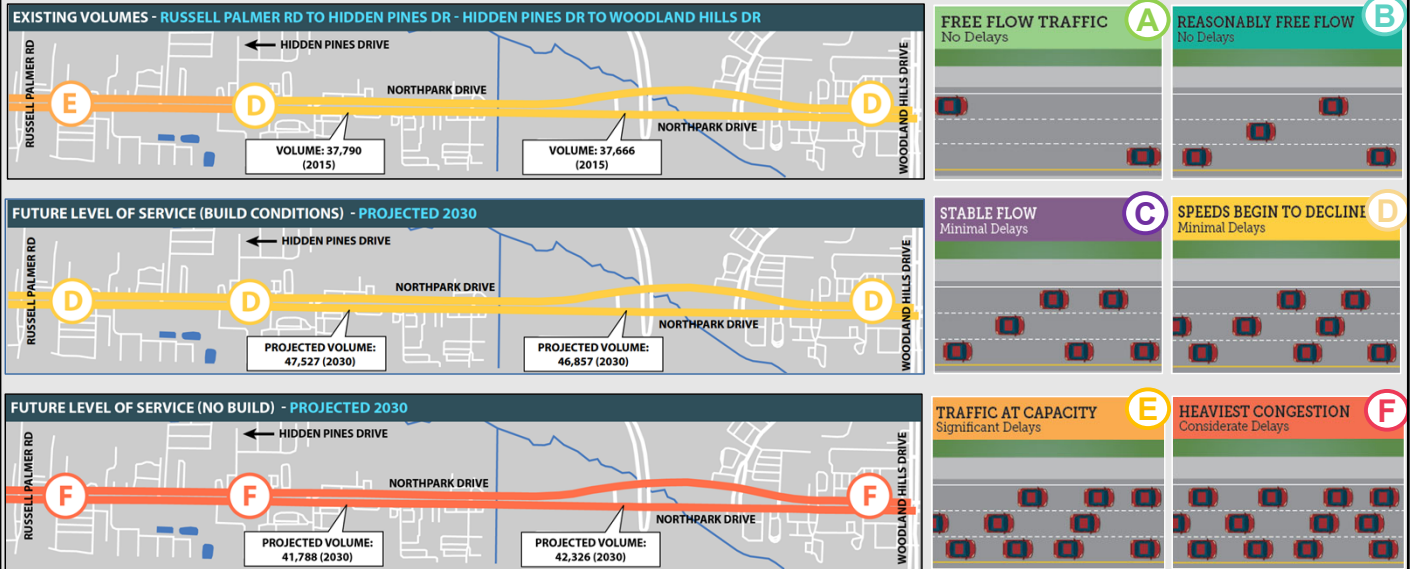 EXISTING VOLUMES - RUSSELL PALMER RD TO HIDDEN PINES DR - HIDDEN PINES DR TO WOODLAND HILLS DR
RUSSELL PALMER RD
HIDDEN PINES DRIVE
E
D
NORTHPARK DRIVE
NORTHPARK DRIVE
D
WOODLAND HILLS DRIVE
VOLUME: 37,790
(2015)
VOLUME: 37,666
(2015)
FUTURE LEVEL OF SERVICE (BUILD CONDITIONS) - PROJECTED 2030
RUSSELL PALMER RD
HIDDEN PINES DRIVE
D
D
NORTHPARK DRIVE
NORTHPARK DRIVE
D
WOODLAND HILLS DRIVE
PROJECTED VOLUME:
47,527 (2030)
PROJECTED VOLUME:
46,857 (2030)
FUTURE LEVEL OF SERVICE (NO BUILD) - PROJECTED 2030
RUSSELL PALMER RD
HIDDEN PINES DRIVE
F
F
NORTHPARK DRIVE
NORTHPARK DRIVE
F
WOODLAND HILLS DRIVE
PROJECTED VOLUME:
41,788 (2030)
PROJECTED VOLUME:
42,326 (2030)
FREE FLOW TRAFFIC
No Delays
A
REASONABLY FREE FLOW
No Delays
B
STABLE FLOW
Minimal Delays
C
SPEEDS BEGIN TO DECLINE
Minimal Delays
D
TRAFFIC AT CAPACITY
Significant Delays
E
HEAVIEST CONGESTION
Considerate Delays
F